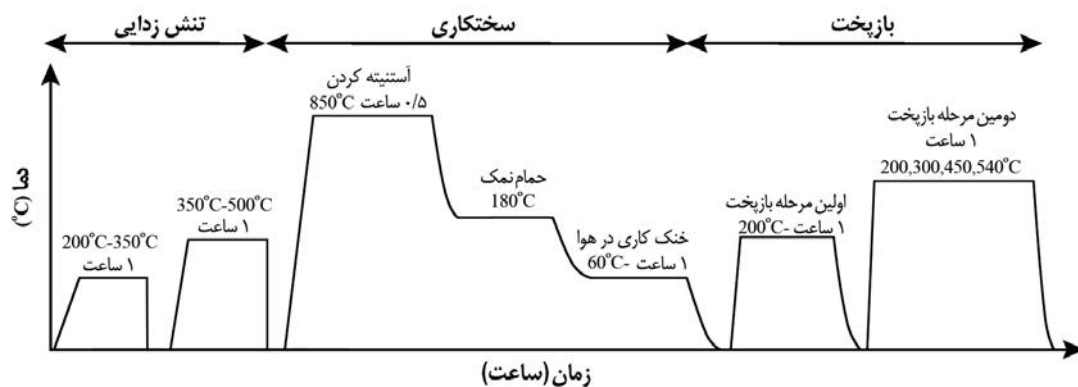 تنش زدایی
سختکاری
بازپخت
آستنیته کردن
850°C ۰/۵ ساعت
دومین مرحله بازپخت
۱ ساعت
200,300,450,540°C
حمام نمک
180°C
350°C-500°C
۱ ساعت
اولین مرحله بازپخت
200°C- ۱ ساعت
خنک کاری در هوا
60°C- ۱ ساعت
200°C-350°C
۱ ساعت
دما (°C)
زمان (ساعت)